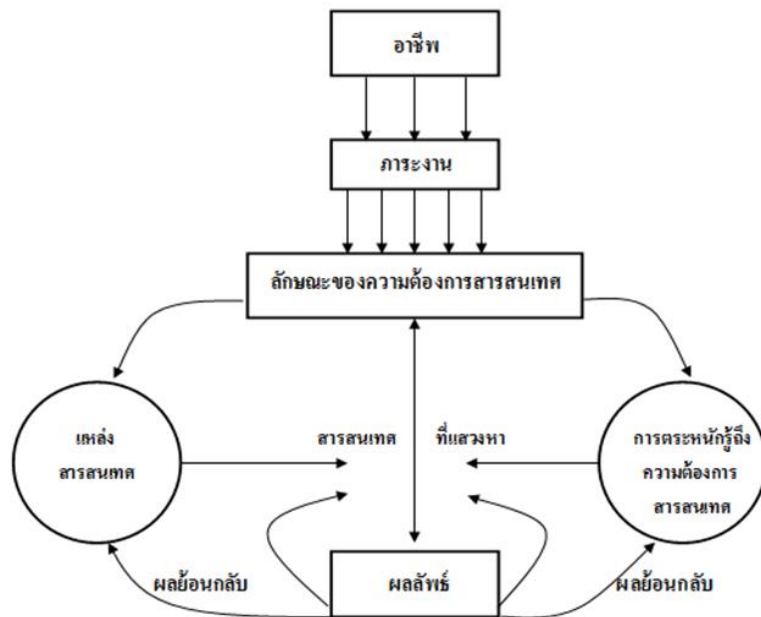 อาชีพ
ภาระงาน
ลักษณะของความต้องการสารสนเทศ
แหล่ง
สารสนเทศ
สารสนเทศ
ที่แสวงหา
การตระหนักรู้ถึง
ความต้องการ
สารสนเทศ
ผลย้อนกลับ
ผลลัพธ์
ผลย้อนกลับ